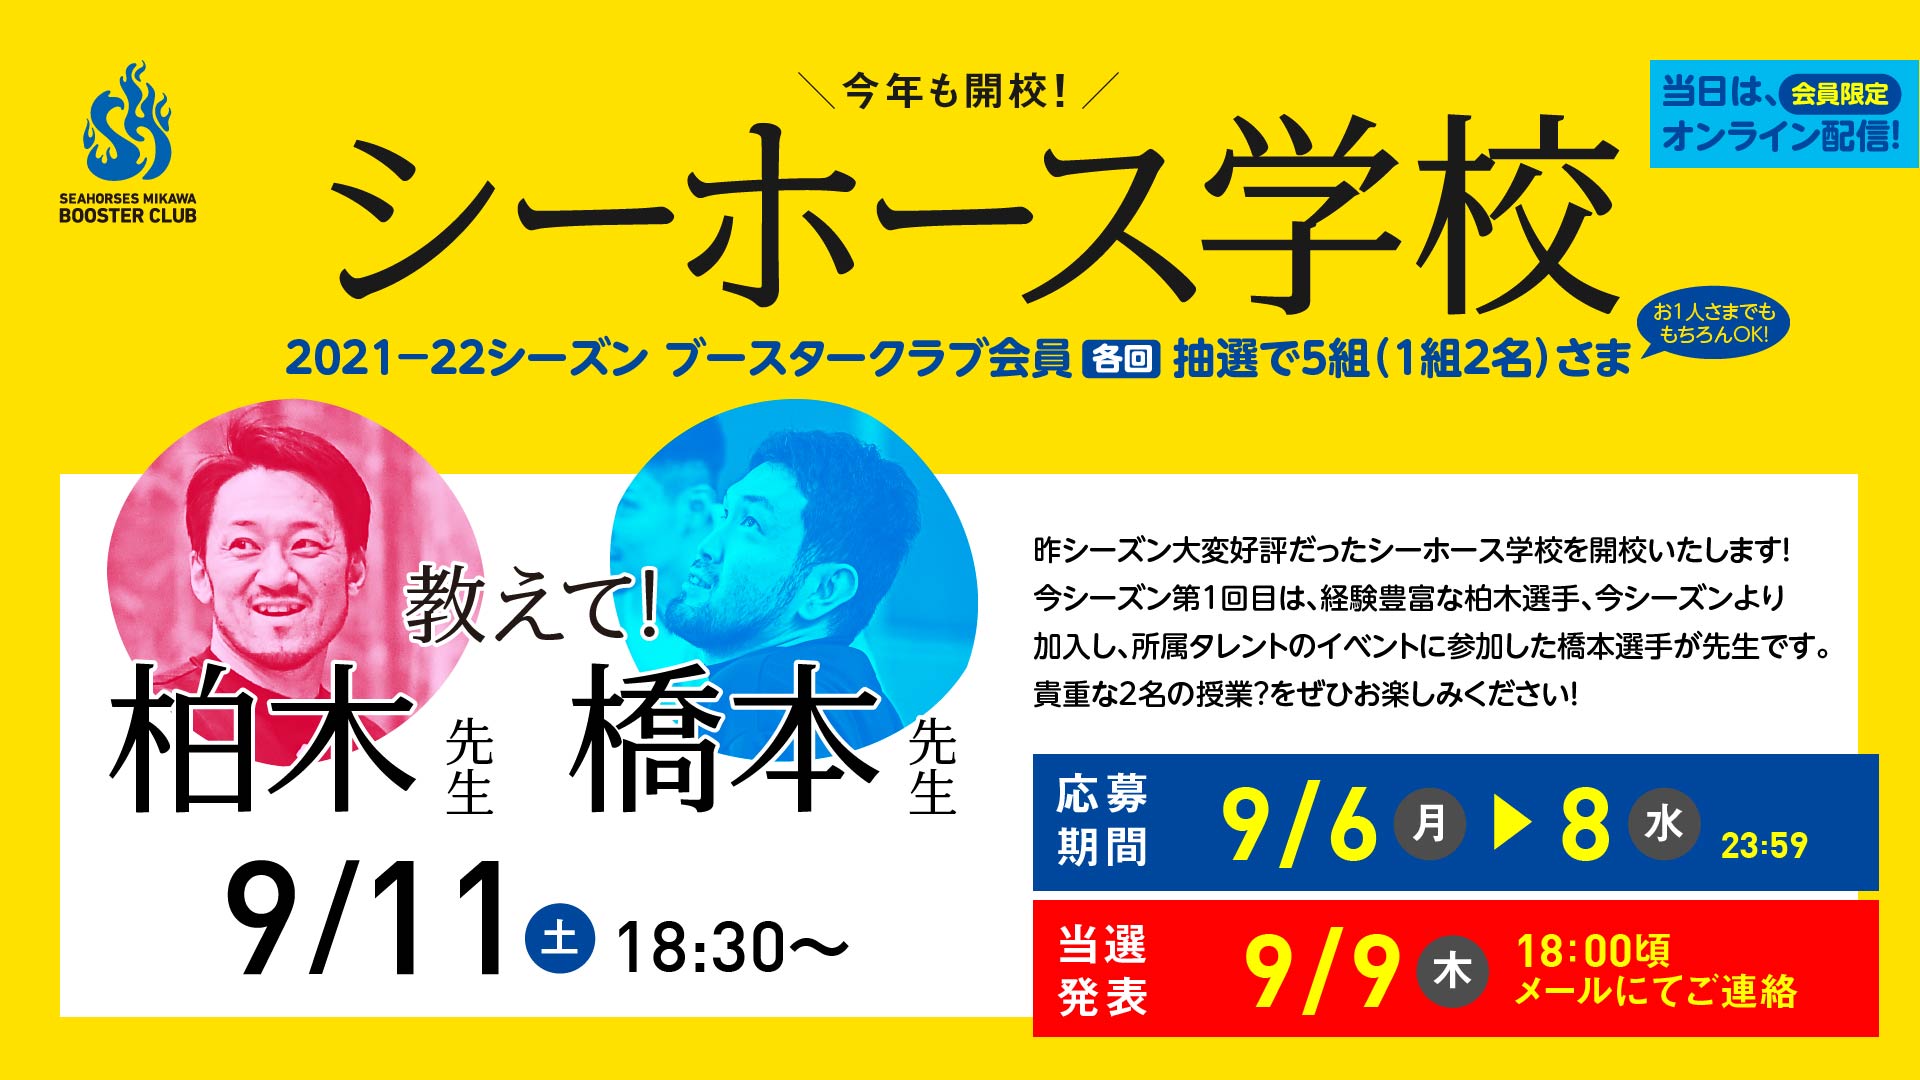 SEAHORSES MIKAWA
BOOSTER CLUB
＼今年も開校！／
シーホース学校
当日は、会員限定
オンライン配信！
お1人さまでも
もちろんOK！
2021−22シーズン ブースタークラブ会員 各回 抽選で5組（1組2名）さま
教えて！
柏木先生 橋本先生
9/11 土 18:30〜
昨シーズン大変好評だったシーホース学校を開校いたします！
今シーズン第1回目は、経験豊富な柏木選手、今シーズンより
加入し、所属タレントのイベントに参加した橋本選手が先生です。
貴重な2名の授業？をぜひお楽しみください！
応募
期間
9/6 月 ▶ 8 水 23:59
当選
発表
9/9 木
18:00頃
メールにてご連絡